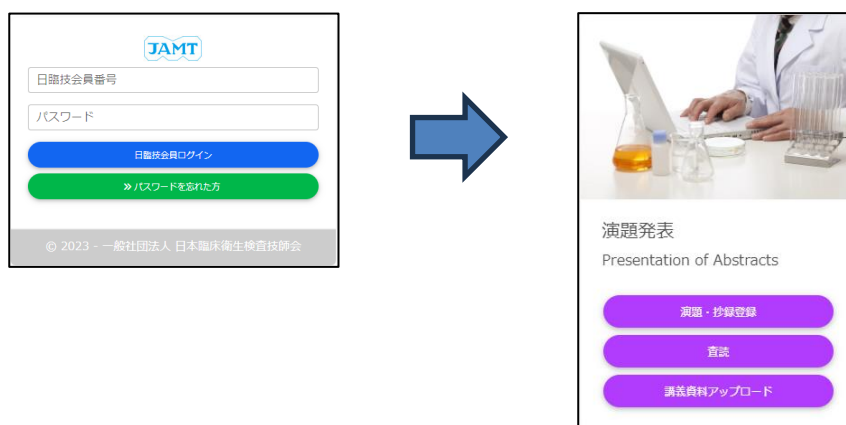 JAMT
日臨技会員番号
パスワード
日臨技会員ログイン
» パスワードを忘れた方
© 2023 - 一般社団法人 日本臨床衛生検査技師会
演題発表
Presentation of Abstracts
演題・抄録登録
査読
講義資料アップロード